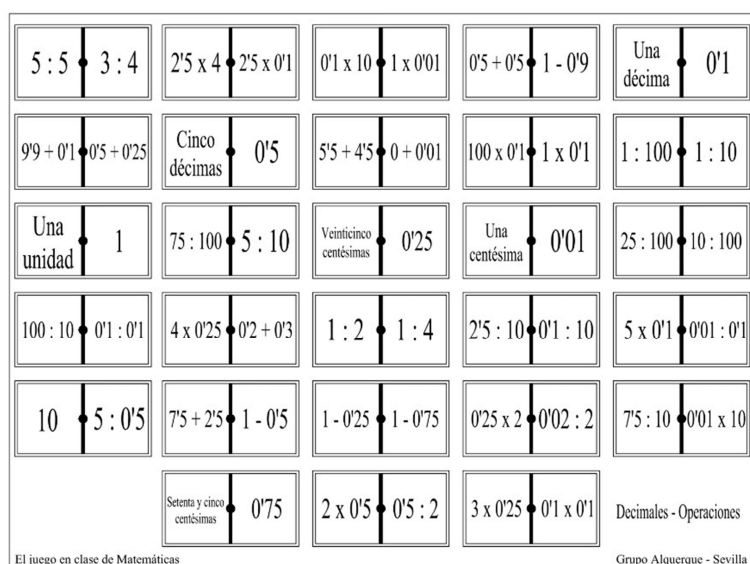 5 : 5 3 : 4 2'5 x 4 2'5 x 0'1 0'1 x 10 1 x 0'01 0'5 + 0'5 1 - 0'9 Una décima 0'1
9'9 + 0'1 0'5 + 0'25 Cinco décimas 0'5 5'5 + 4'5 0 + 0'01 100 x 0'1 1 x 0'1 1 : 100 1 : 10
Una unidad 1 75 : 100 5 : 10 Veinticinco centésimas 0'25 Una centésima 0'01 25 : 100 10 : 100
100 : 10 0'1 : 0'1 4 x 0'25 0'2 + 0'3 1 : 2 1 : 4 2'5 : 10 0'1 : 10 5 x 0'1 0'01 : 0'1
10 5 : 0'5 7'5 + 2'5 1 - 0'5 1 - 0'25 1 - 0'75 0'25 x 2 0'02 : 2 7'5 : 10 0'01 x 10
Setenta y cinco centésimas 0'75 2 x 0'5 0'5 : 2 3 x 0'25 0'1 x 0'1 Decimales - Operaciones
El juego en clase de Matemáticas Grupo Alquerque - Sevilla